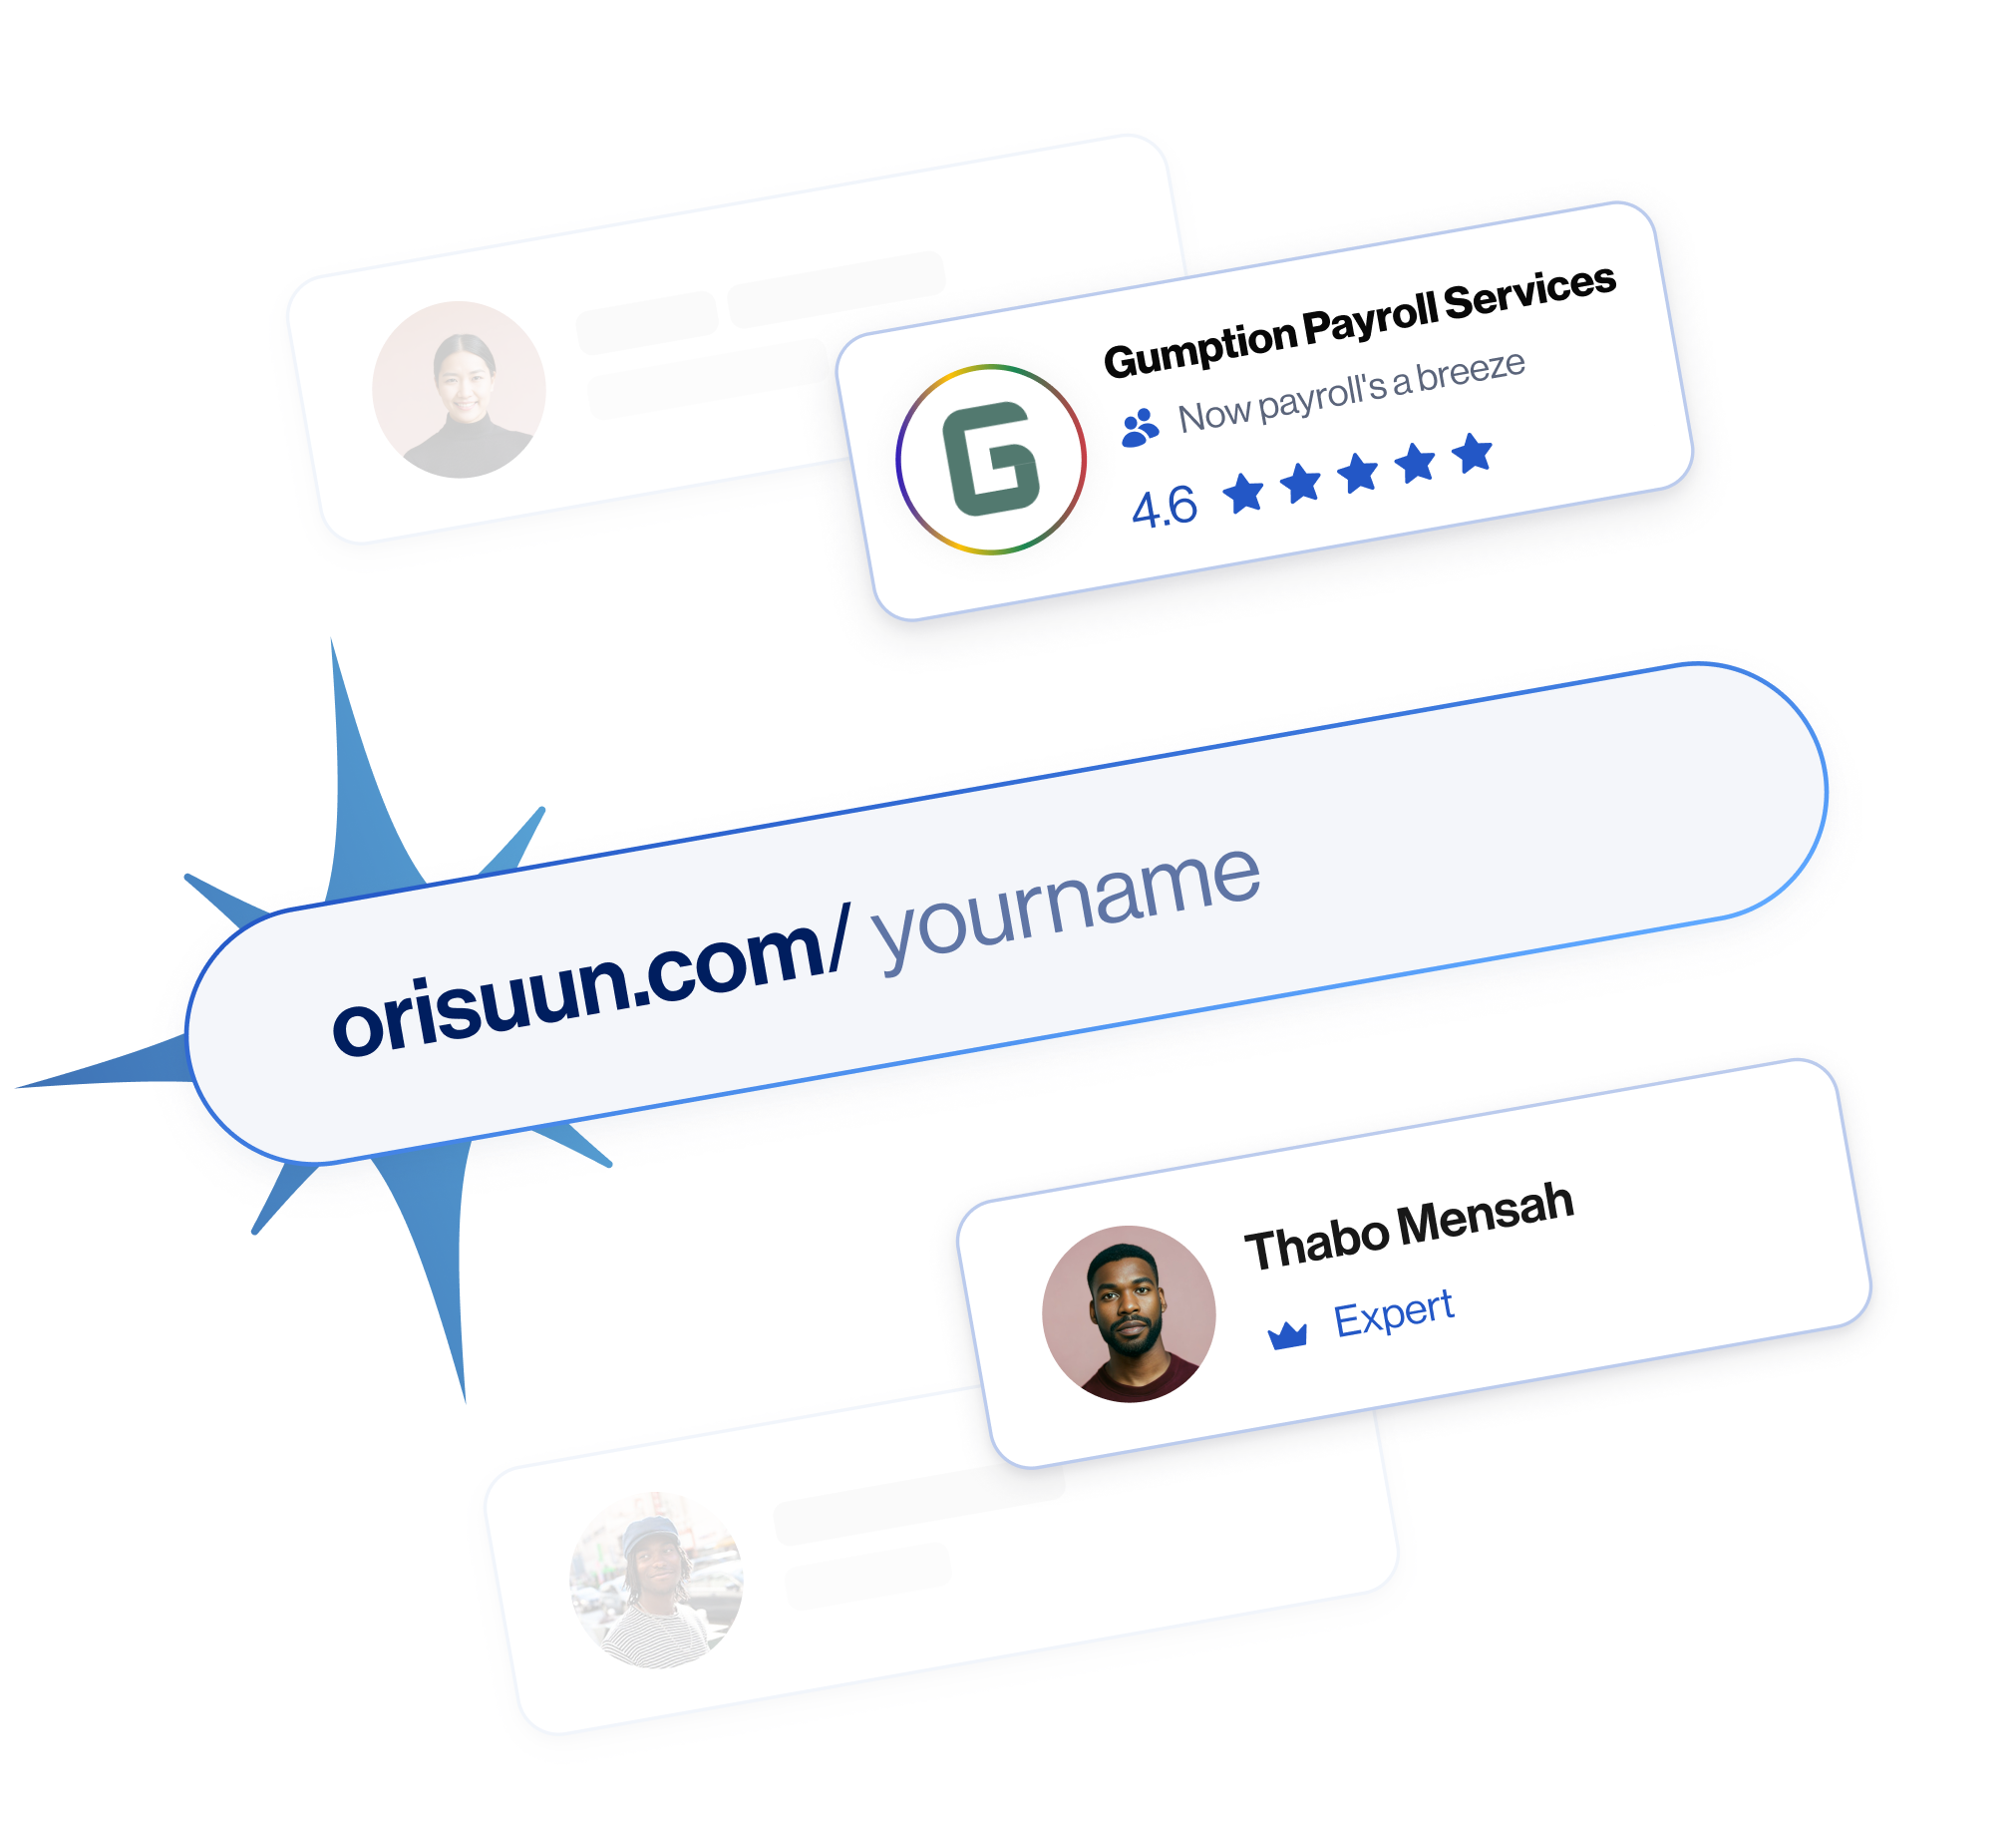 Gumption Payroll Services
Now payroll's a breeze
4.6
orisuun.com/ yourname
Thabo Mensah
Expert